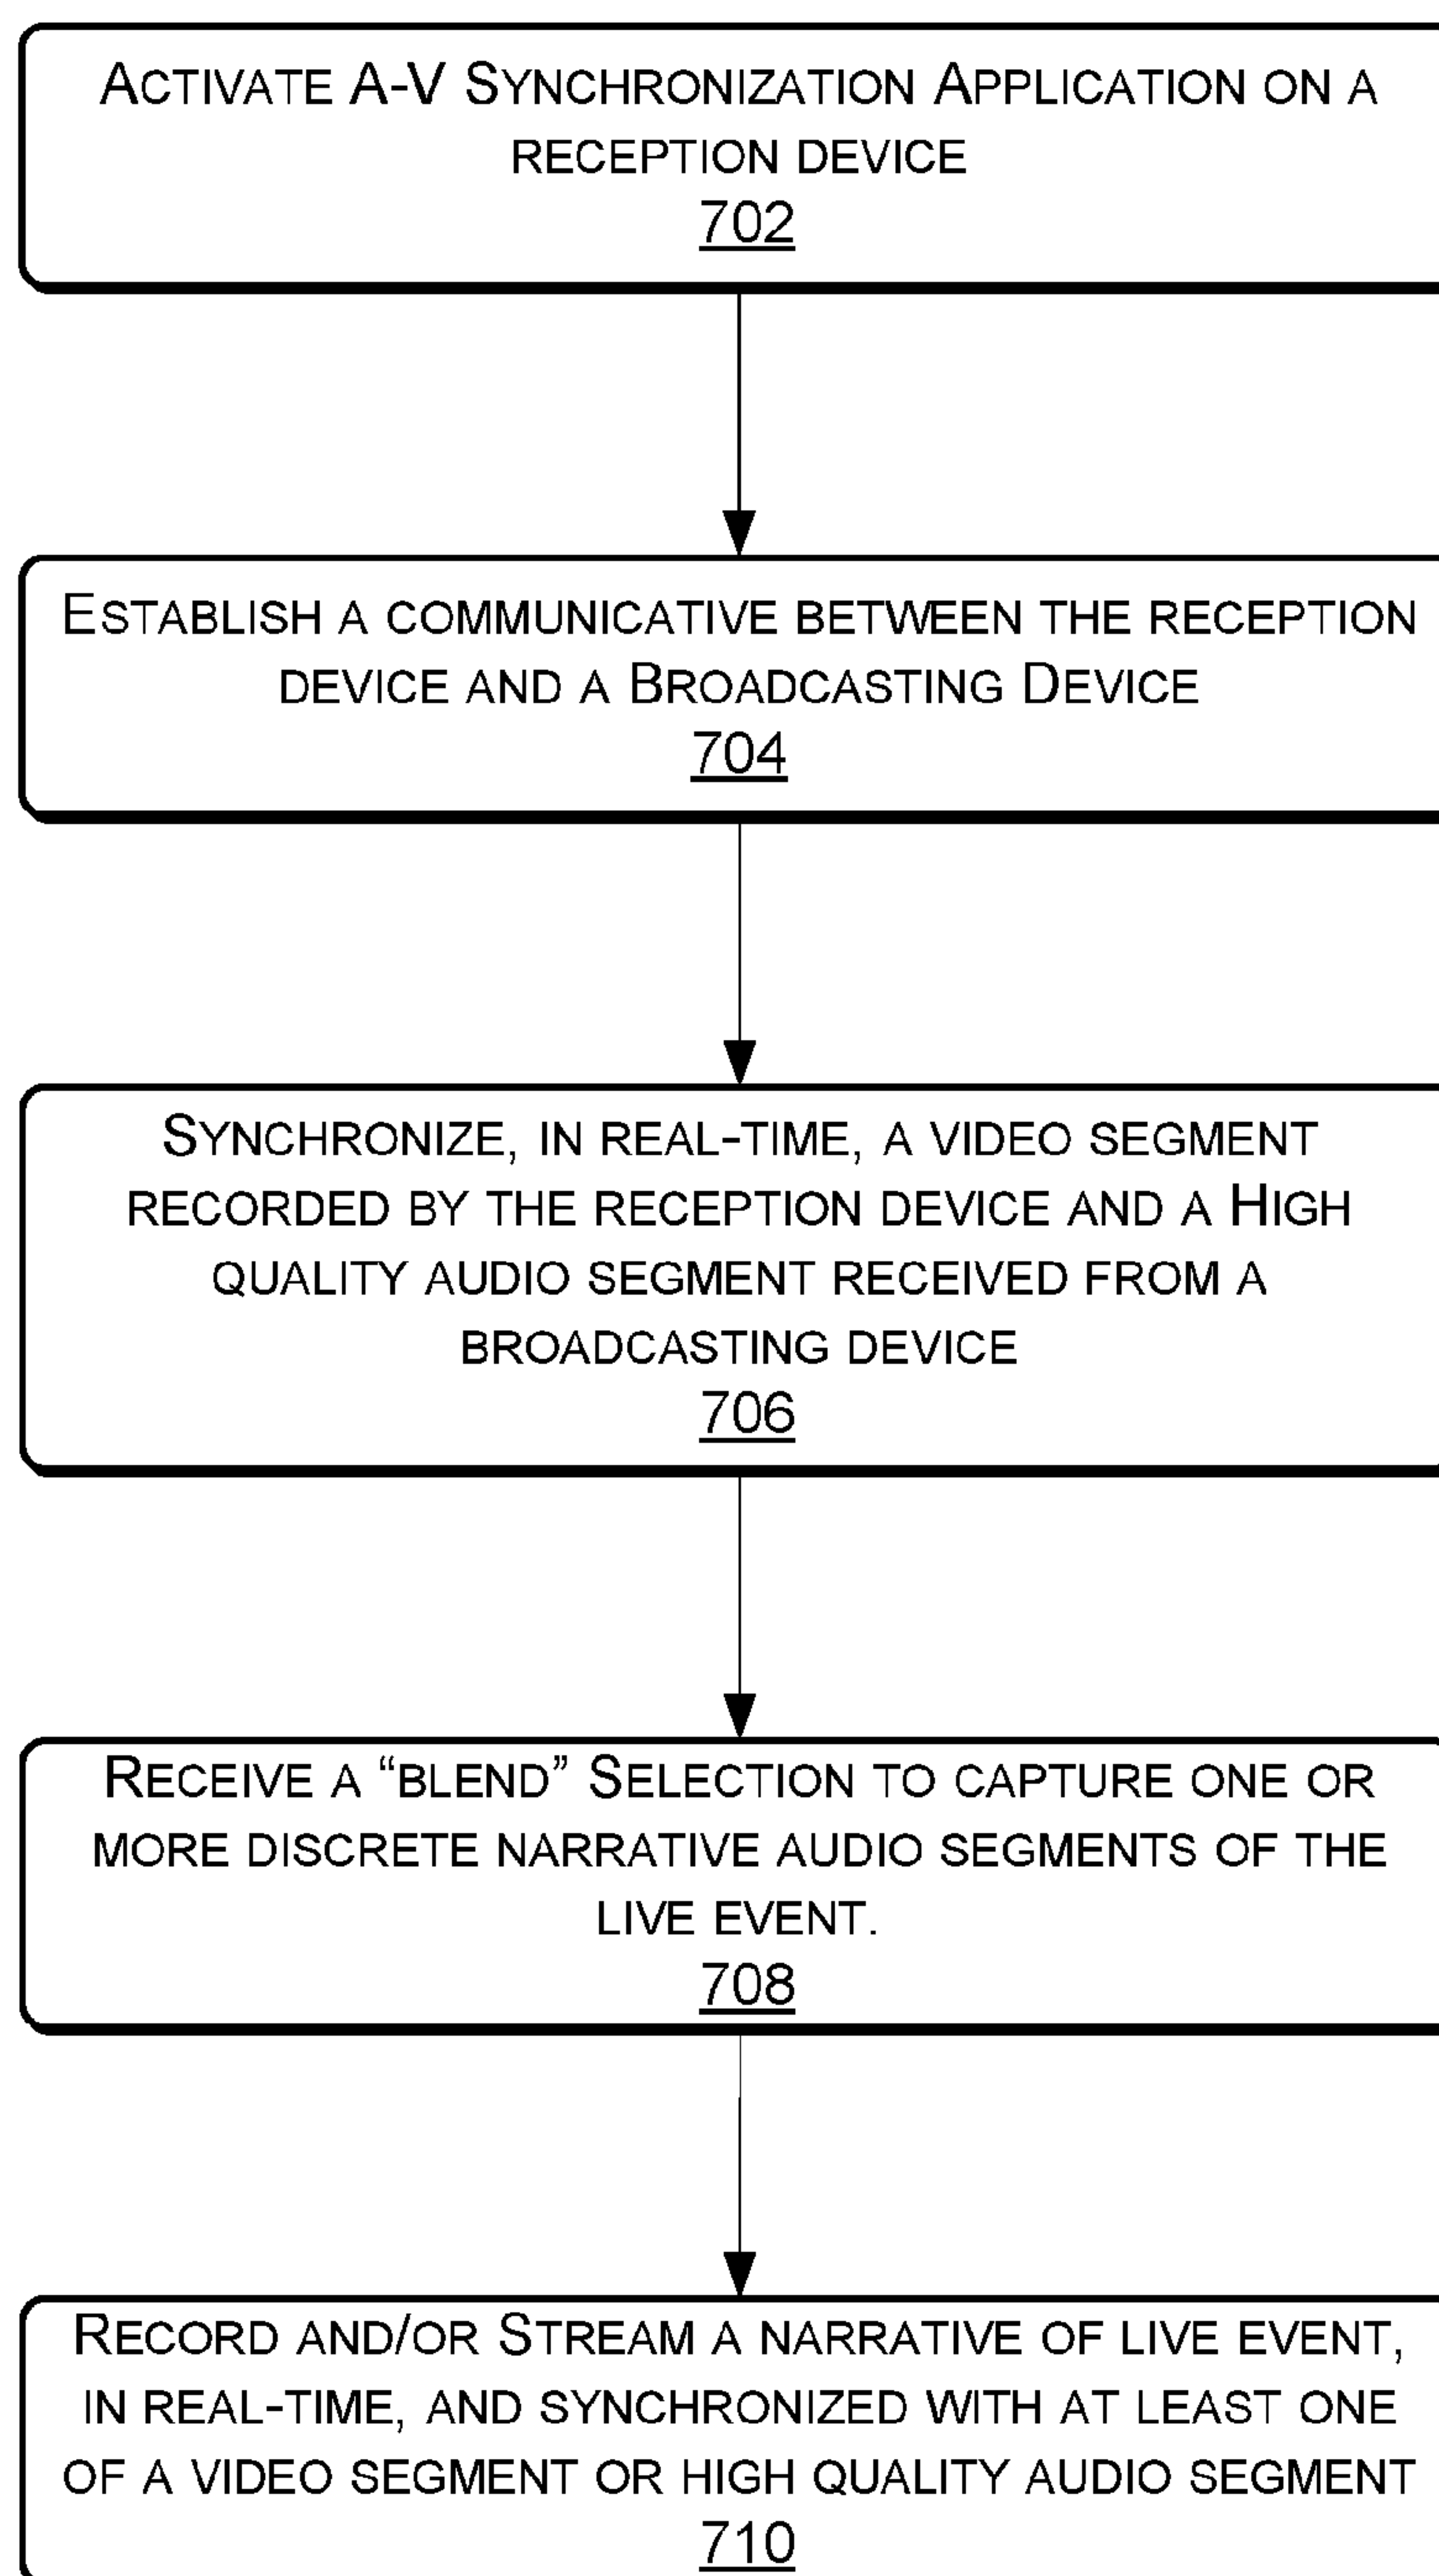 ACTIVATE A-V SYNCHRONIZATION APPLICATION ON A
RECEPTION DEVICE
702
ESTABLISH A COMMUNICATIVE BETWEEN THE RECEPTION
DEVICE AND A BROADCASTING DEVICE
704
SYNCHRONIZE, IN REAL-TIME, A VIDEO SEGMENT
RECORDED BY THE RECEPTION DEVICE AND A HIGH
QUALITY AUDIO SEGMENT RECEIVED FROM A
BROADCASTING DEVICE
706
RECEIVE A “BLEND” SELECTION TO CAPTURE ONE OR
MORE DISCRETE NARRATIVE AUDIO SEGMENTS OF THE
LIVE EVENT.
708
RECORD AND/OR STREAM A NARRATIVE OF LIVE EVENT,
IN REAL-TIME, AND SYNCHRONIZED WITH AT LEAST ONE
OF A VIDEO SEGMENT OR HIGH QUALITY AUDIO SEGMENT
710